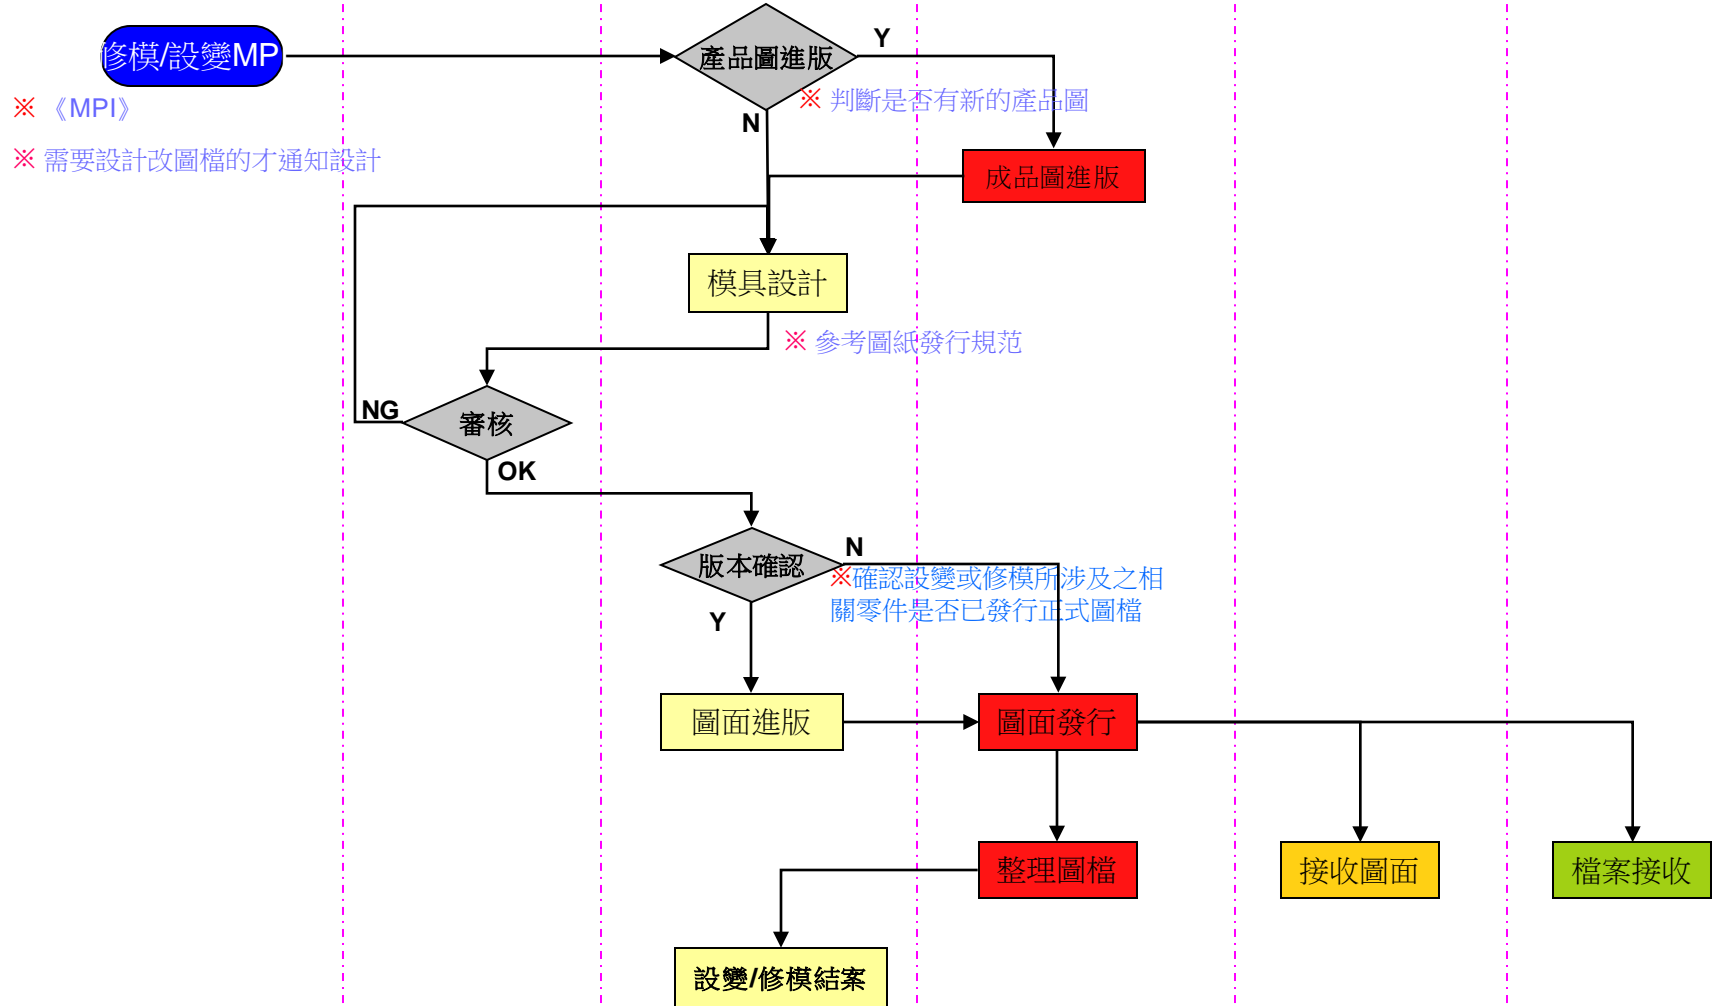 修模/設變MP
產品圖進版
Y
※ 《MPI》
※ 判斷是否有新的產品圖
N
※ 需要設計改圖檔的才通知設計
成品圖進版
模具設計
※ 參考圖紙發行規范
NG
審核
OK
版本確認
N
※確認設變或修模所涉及之相
關零件是否已發行正式圖檔
Y
圖面進版
圖面發行
整理圖檔
接收圖面
檔案接收
設變/修模結案